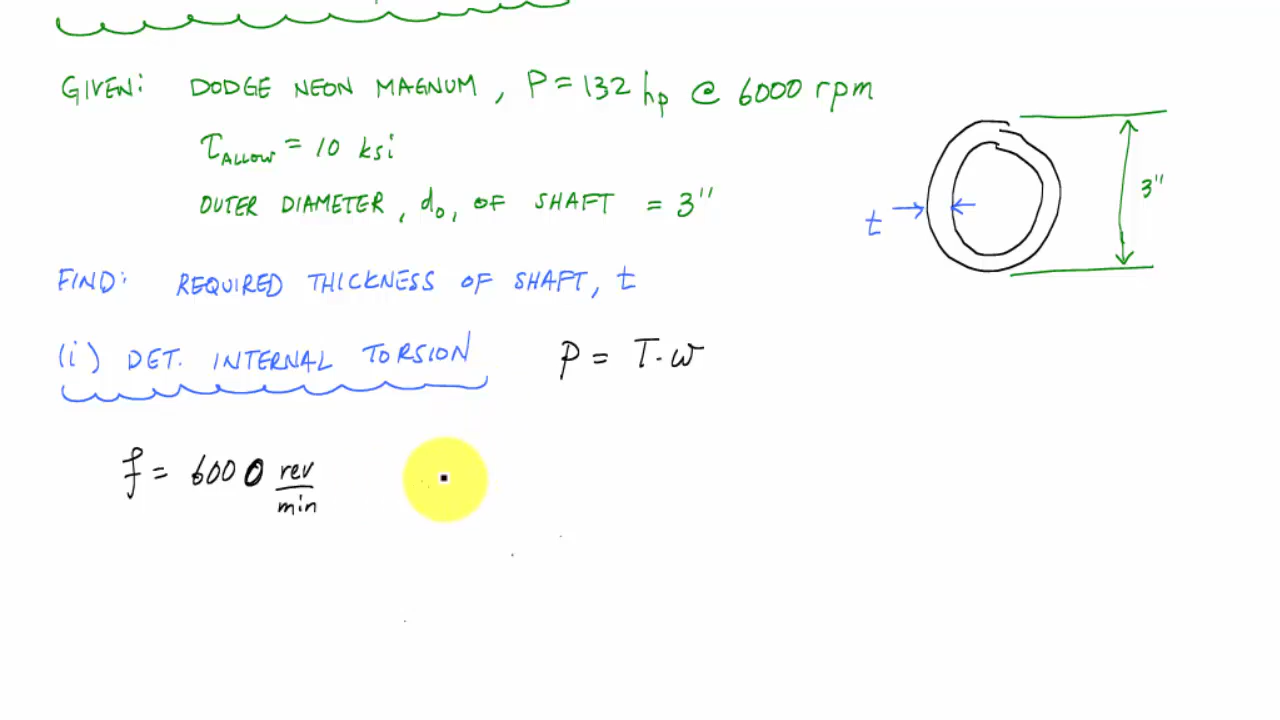 GIVEN: DODGE NEON MAGNUM, P = 132 hp @ 6000 rpm
τALLOW = 10 ksi
OUTER DIAMETER, do, OF SHAFT = 3"
3"
t
FIND: REQUIRED THICKNESS OF SHAFT, t
(i) DET. INTERNAL TORSION P = T·ω
f = 6000 rev/min